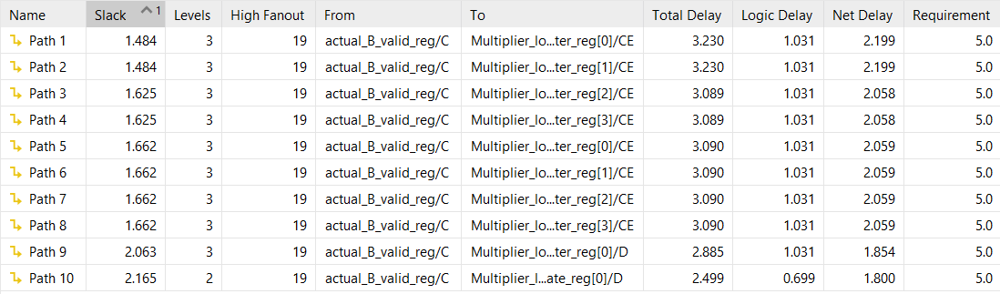 Name Slack 1 Levels High Fanout From To Total Delay Logic Delay Net Delay Requirement
Path 1 1.484 3 19 actual_B_valid_reg/C Multiplier_lo...ter_reg[0]/CE 3.230 1.031 2.199 5.0
Path 2 1.484 3 19 actual_B_valid_reg/C Multiplier_lo...ter_reg[1]/CE 3.230 1.031 2.199 5.0
Path 3 1.625 3 19 actual_B_valid_reg/C Multiplier_lo...ter_reg[2]/CE 3.089 1.031 2.058 5.0
Path 4 1.625 3 19 actual_B_valid_reg/C Multiplier_lo...ter_reg[3]/CE 3.089 1.031 2.058 5.0
Path 5 1.662 3 19 actual_B_valid_reg/C Multiplier_lo...ter_reg[0]/CE 3.090 1.031 2.059 5.0
Path 6 1.662 3 19 actual_B_valid_reg/C Multiplier_lo...ter_reg[1]/CE 3.090 1.031 2.059 5.0
Path 7 1.662 3 19 actual_B_valid_reg/C Multiplier_lo...ter_reg[2]/CE 3.090 1.031 2.059 5.0
Path 8 1.662 3 19 actual_B_valid_reg/C Multiplier_lo...ter_reg[3]/CE 3.090 1.031 2.059 5.0
Path 9 2.063 3 19 actual_B_valid_reg/C Multiplier_lo...ter_reg[0]/D 2.885 1.031 1.854 5.0
Path 10 2.165 2 19 actual_B_valid_reg/C Multiplier_l...ate_reg[0]/D 2.499 0.699 1.800 5.0